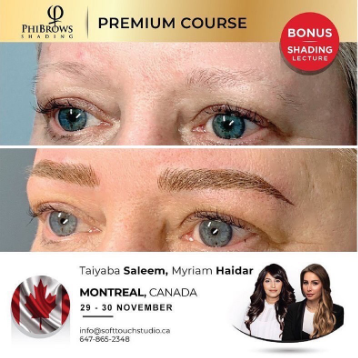 PHIBROWS
SHADING
PREMIUM COURSE
BONUS
SHADING
LECTURE
Taiyaba Saleem, Myriam Haidar
MONTREAL, CANADA
29 - 30 NOVEMBER
info@softtouchstudio.ca
647-865-2348